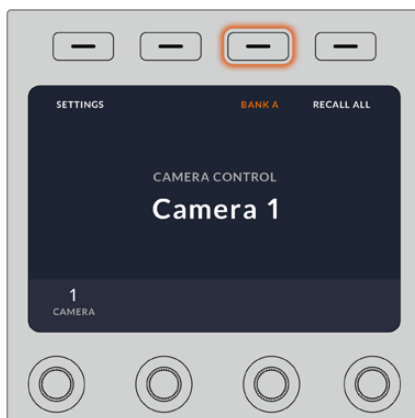 SETTINGS BANK A RECALL ALL
CAMERA CONTROL
Camera 1
1
CAMERA